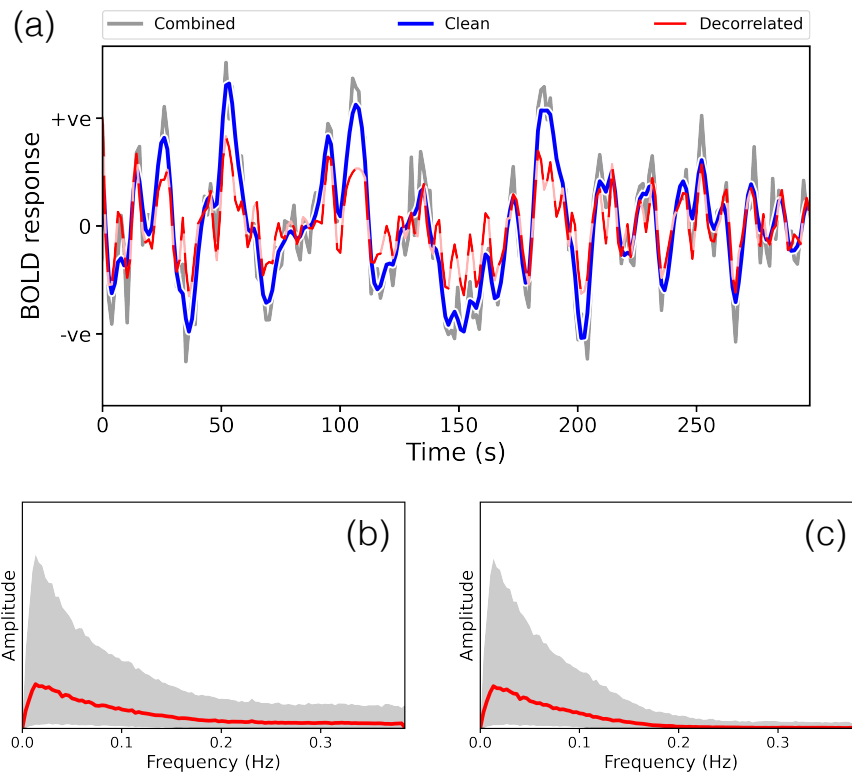 (a)
Combined Clean Decorrelated
+ve
0
-ve
BOLD response
0 50 100 150 200 250
Time (s)
(b)
Amplitude
0.0 0.1 0.2 0.3
Frequency (Hz)
(c)
Amplitude
0.0 0.1 0.2 0.3
Frequency (Hz)